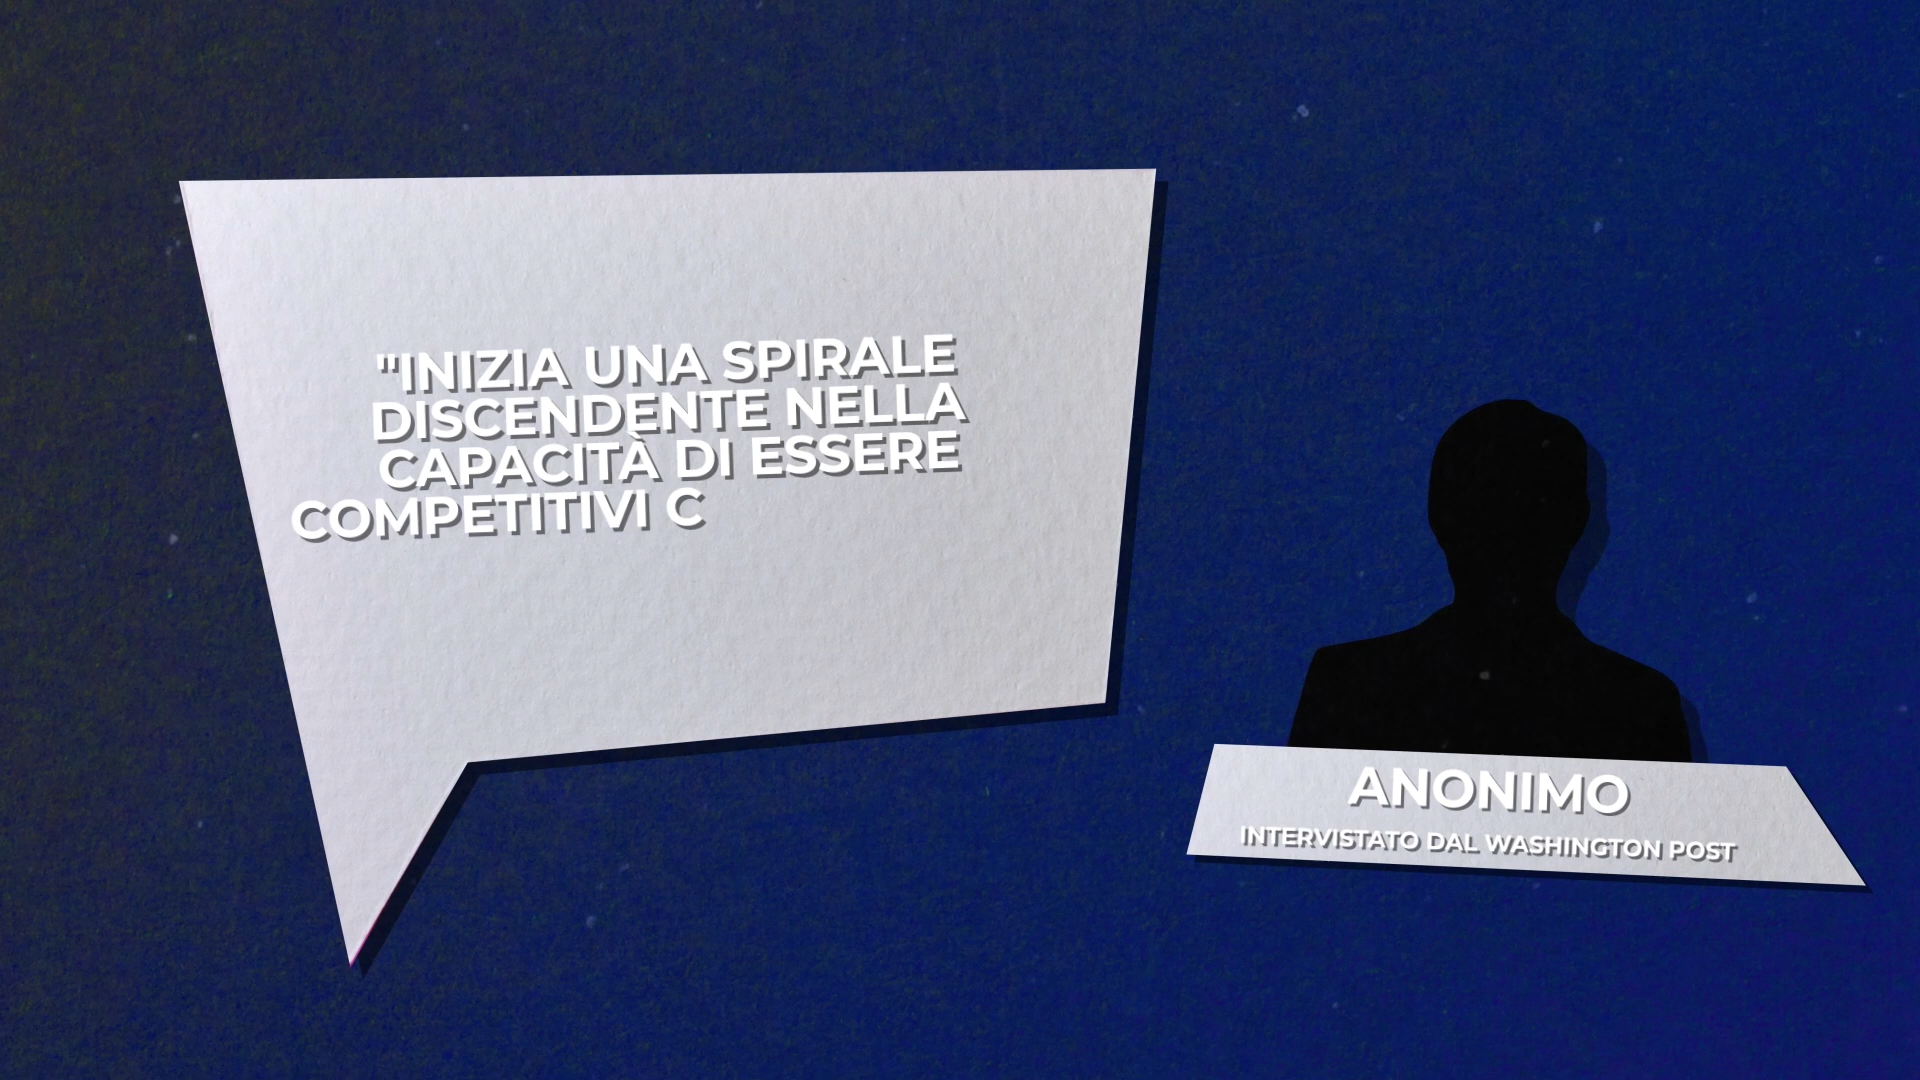 "INIZIA UNA SPIRALE
DISCENDENTE NELLA
CAPACITÀ DI ESSERE
COMPETITIVI C
ANONIMO
INTERVISTATO DAL WASHINGTON POST